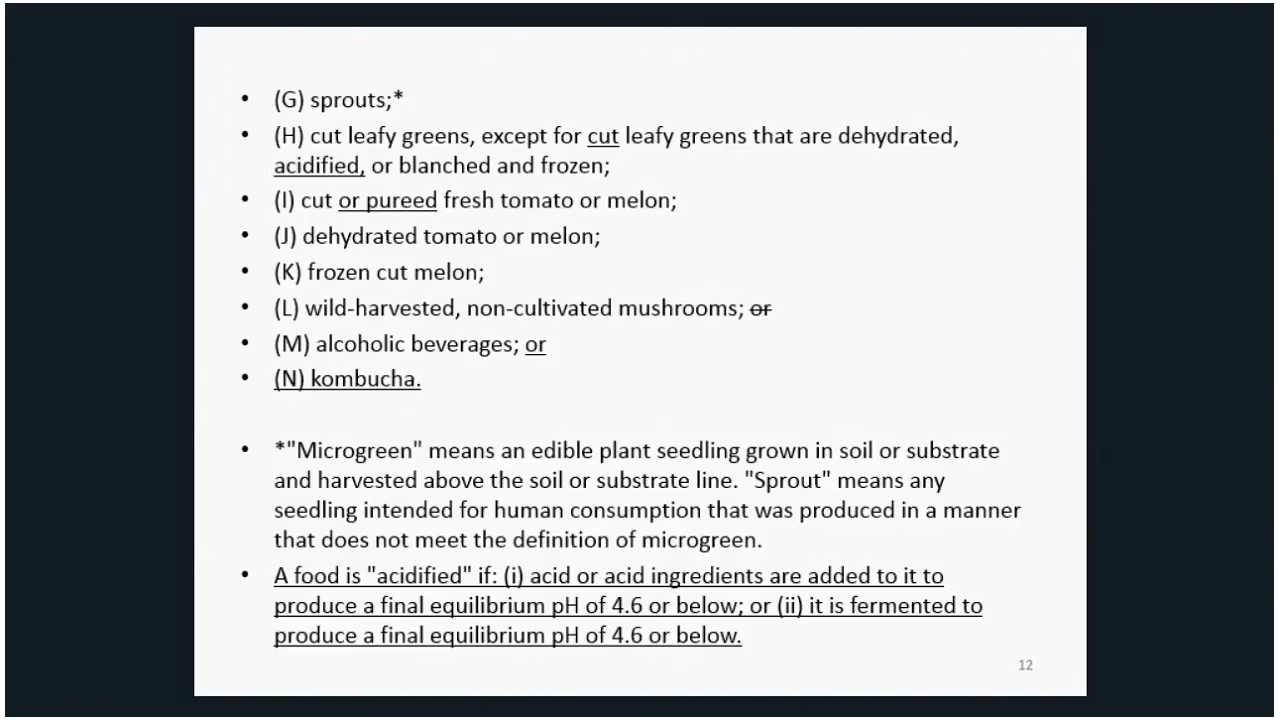 • (G) sprouts;*
• (H) cut leafy greens, except for cut leafy greens that are dehydrated,
acidified, or blanched and frozen;
• (I) cut or pureed fresh tomato or melon;
• (J) dehydrated tomato or melon;
• (K) frozen cut melon;
• (L) wild-harvested, non-cultivated mushrooms; or
• (M) alcoholic beverages; or
• (N) kombucha.
• *"Microgreen" means an edible plant seedling grown in soil or substrate
and harvested above the soil or substrate line. "Sprout" means any
seedling intended for human consumption that was produced in a manner
that does not meet the definition of microgreen.
• A food is "acidified" if: (i) acid or acid ingredients are added to it to
produce a final equilibrium pH of 4.6 or below; or (ii) it is fermented to
produce a final equilibrium pH of 4.6 or below.
12